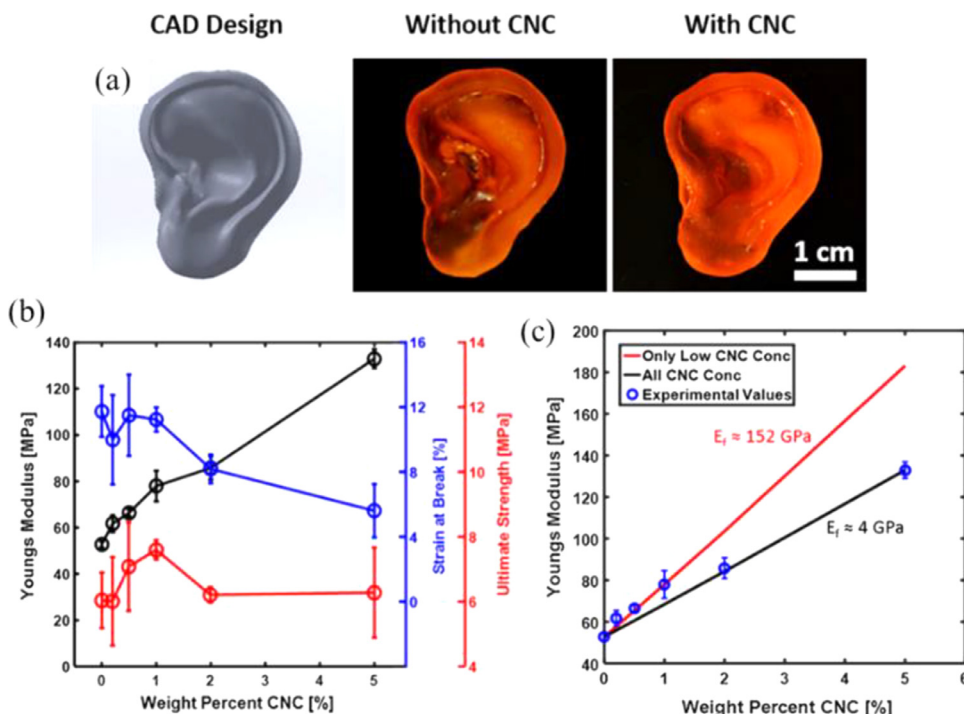 CAD Design
Without CNC
With CNC
(a)
1 cm
(b)
140
120
100
80
60
40
20
0
Youngs Modulus [MPa]
0
1
2
3
4
5
Weight Percent CNC [%]
16
12
8
4
0
Strain at Break [%]
14
12
10
8
6
4
Ultimate Strength [MPa]
(c)
200
180
160
140
120
100
80
60
40
Youngs Modulus [MPa]
Only Low CNC Conc
All CNC Conc
Experimental Values
E_f ≈ 152 GPa
E_f ≈ 4 GPa
0
1
2
3
4
5
6
Weight Percent CNC [%]